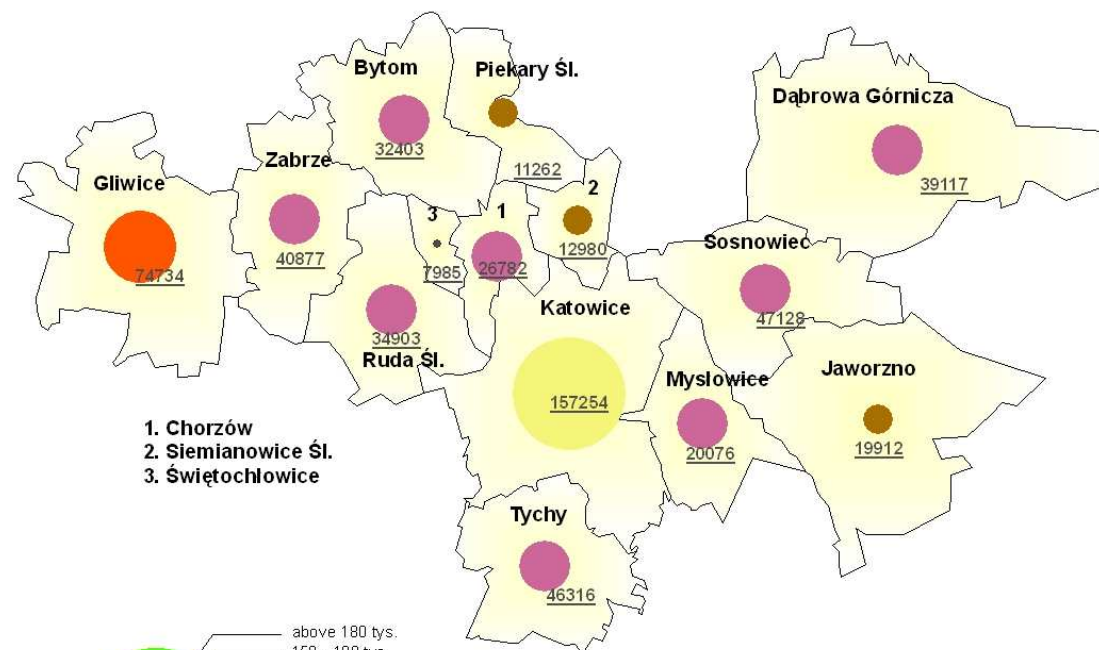 Bytom
32403
Piekary Śl.
11262
Dąbrowa Górnicza
39117
Gliwice
74734
Zabrze
40877
3
7985
1
26782
2
12980
Sosnowiec
47128
34903
Ruda Śl.
Katowice
157254
Myslowice
20076
Jaworzno
19912
1. Chorzów
2. Siemianowice Śl.
3. Świętochlowice
Tychy
46316
above 180 tys.